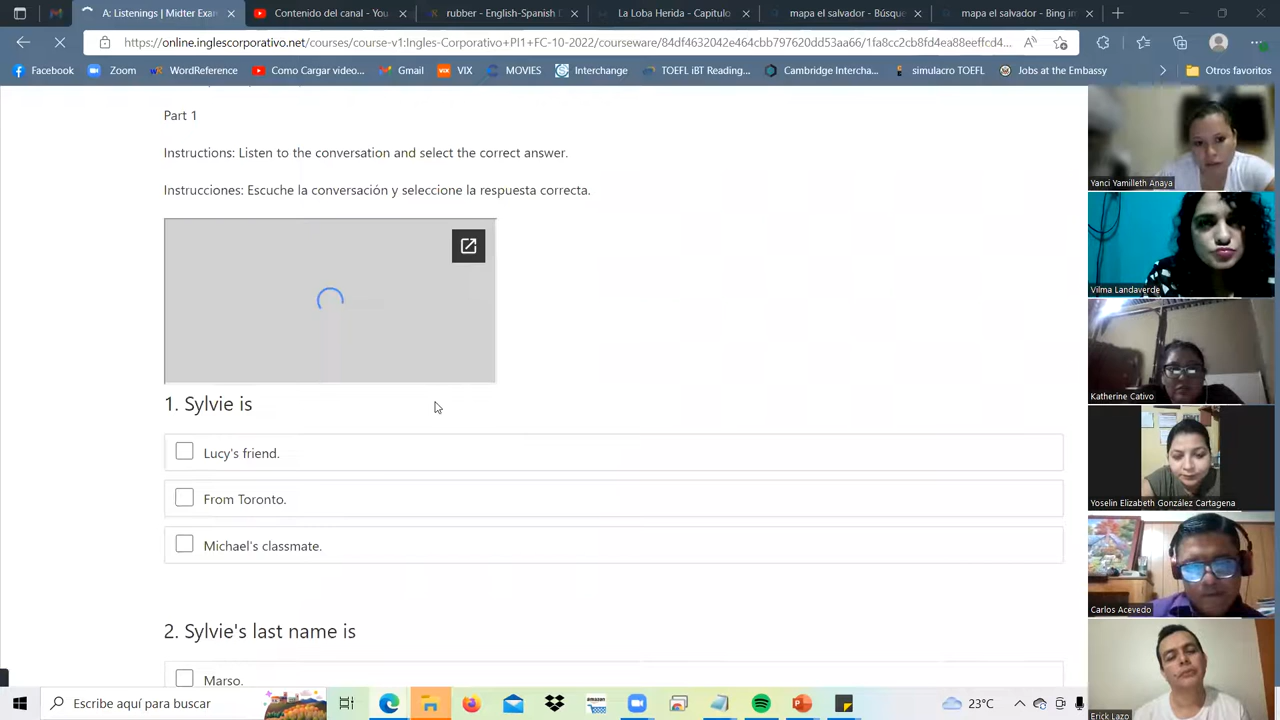 A: Listenings | Midter Exam
Contenido del canal - You
rubber - English-Spanish D
La Loba Herida - Capitulo
mapa el salvador - Búsque
mapa el salvador - Bing im
https://online.inglescorporativo.net/courses/course-v1:Ingles-Corporativo+PI1+FC-10-2022/courseware/84df4632042e464cbb797620dd53aa66/1fa8cc2cb8fd4ea88eeffcd4...
Facebook
Zoom
WordReference
Como Cargar video...
Gmail
VIX
MOVIES
Interchange
TOEFL iBT Reading...
Cambridge Intercha...
simulacro TOEFL
Jobs at the Embassy
Otros favoritos
Part 1
Instructions: Listen to the conversation and select the correct answer.
Instrucciones: Escuche la conversación y seleccione la respuesta correcta.
1. Sylvie is
Lucy's friend.
From Toronto.
Michael's classmate.
2. Sylvie's last name is
Marso.
Yanci Yamilleth Anaya
Vilma Landaverde
Katherine Cativo
Yoselin Elizabeth González Cartagena
Carlos Acevedo
Erick Lazo
Escribe aquí para buscar
23°C